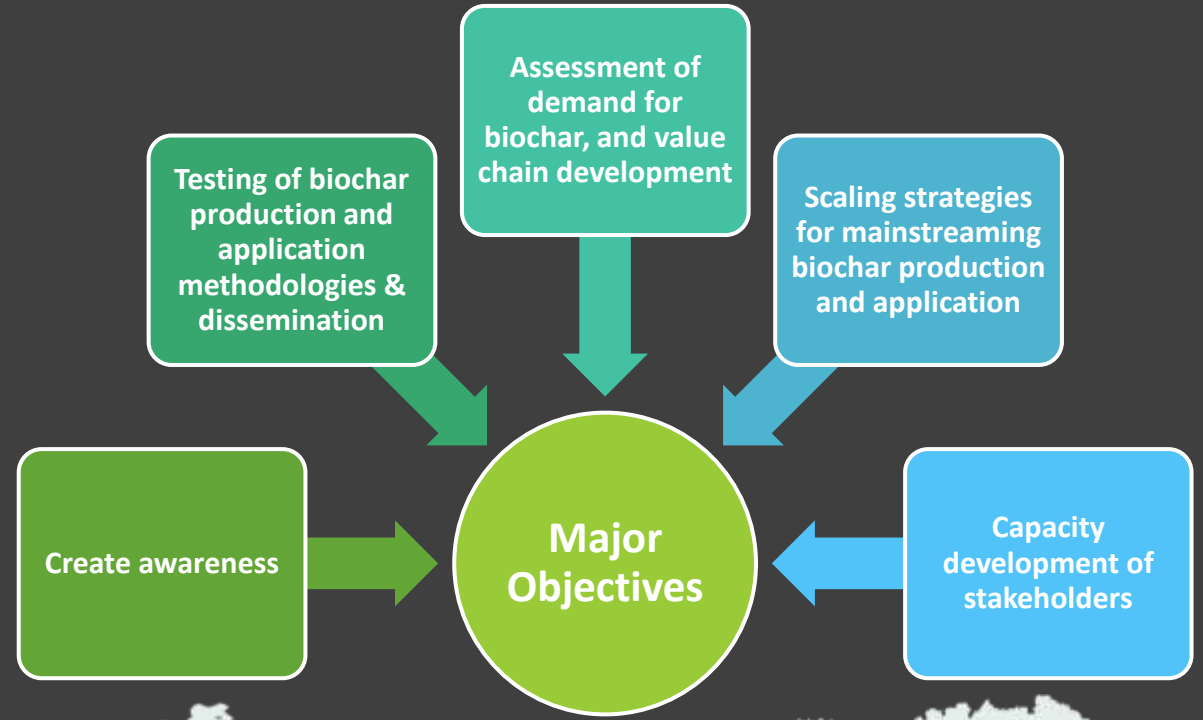 Assessment of
demand for
biochar, and value
chain development
Testing of biochar
production and
application
methodologies &
dissemination
Scaling strategies
for mainstreaming
biochar production
and application
Create awareness
Major
Objectives
Capacity
development of
stakeholders